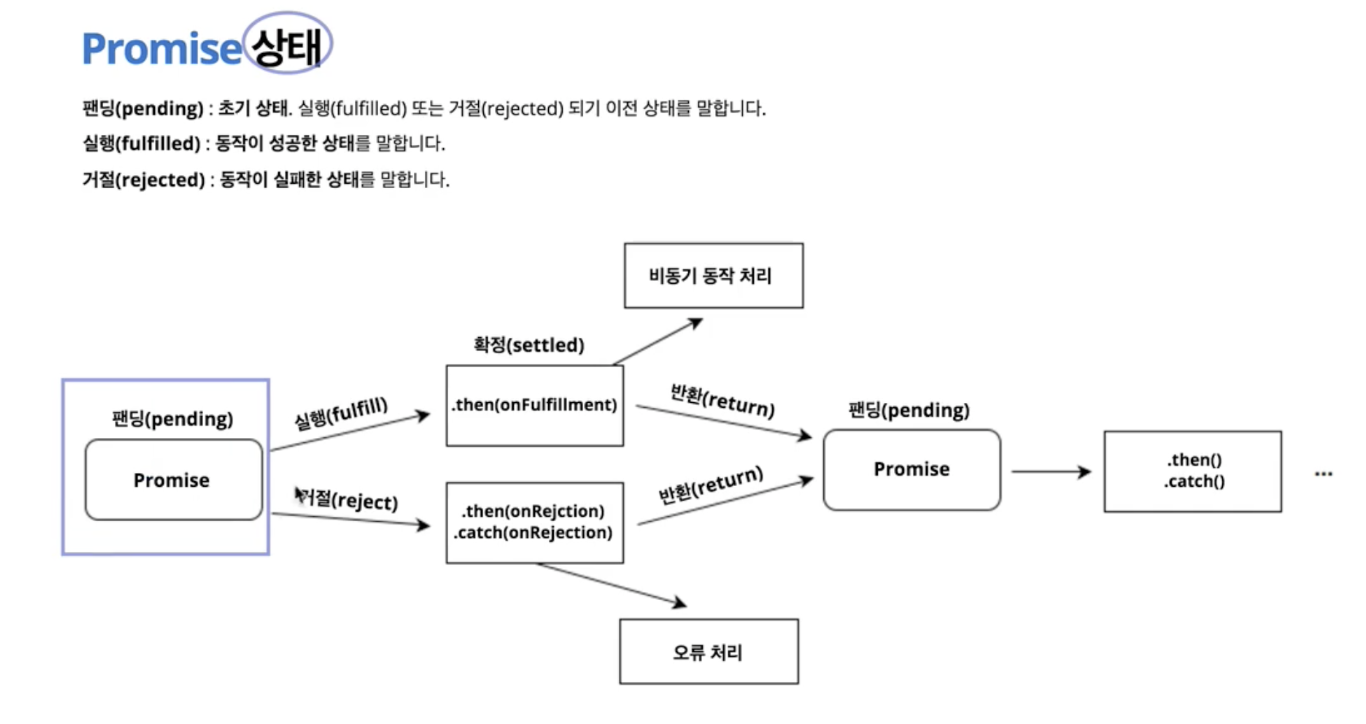 Promise 상태
팬딩(pending) : 초기 상태. 실행(fulfilled) 또는 거절(rejected) 되기 이전 상태를 말합니다.
실행(fulfilled) : 동작이 성공한 상태를 말합니다.
거절(rejected) : 동작이 실패한 상태를 말합니다.
비동기 동작 처리
확정(settled)
.then(onFulfillment)
팬딩(pending)
Promise
실행(fulfill)
거절(reject)
.then(onRejction)
.catch(onRejection)
반환(return)
반환(return)
팬딩(pending)
Promise
.then()
.catch()
...
오류 처리